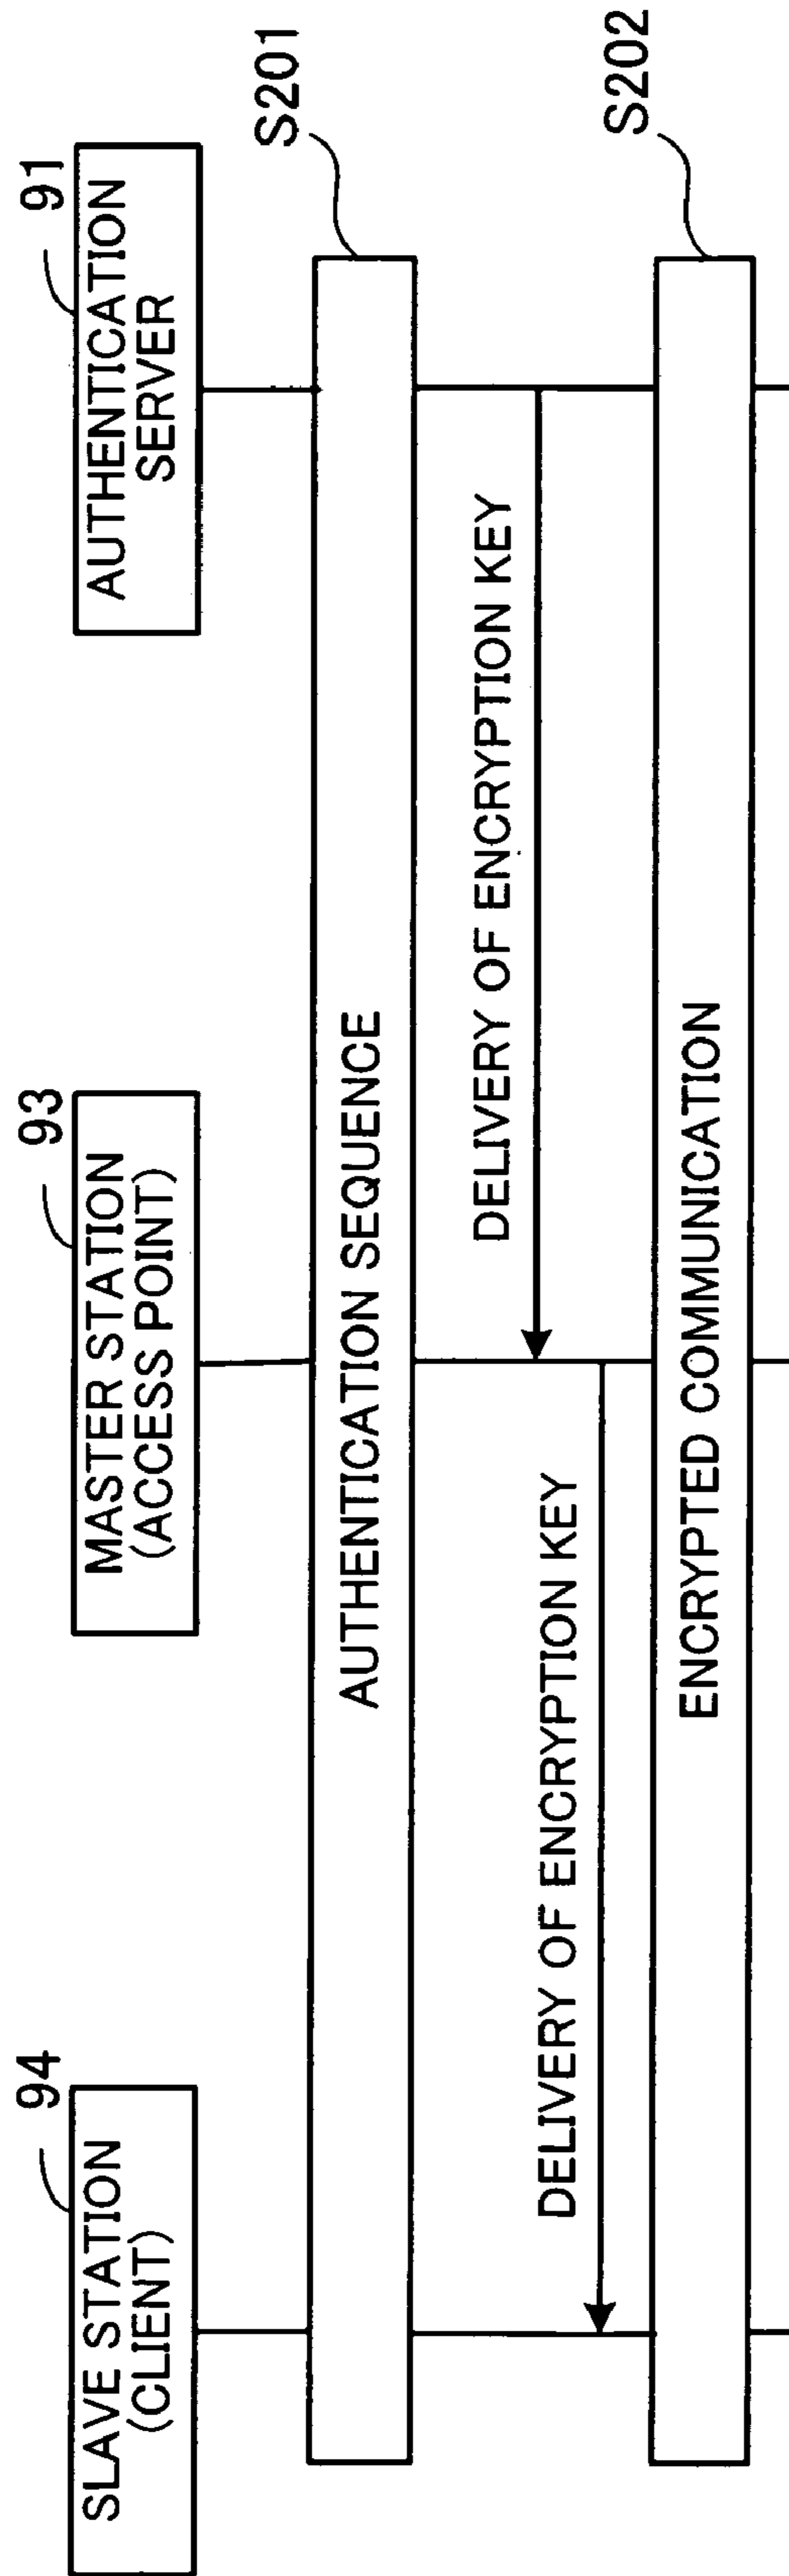 94
SLAVE STATION
(CLIENT)
93
MASTER STATION
(ACCESS POINT)
91
AUTHENTICATION
SERVER
S201
AUTHENTICATION SEQUENCE
DELIVERY OF ENCRYPTION KEY
DELIVERY OF ENCRYPTION KEY
S202
ENCRYPTED COMMUNICATION